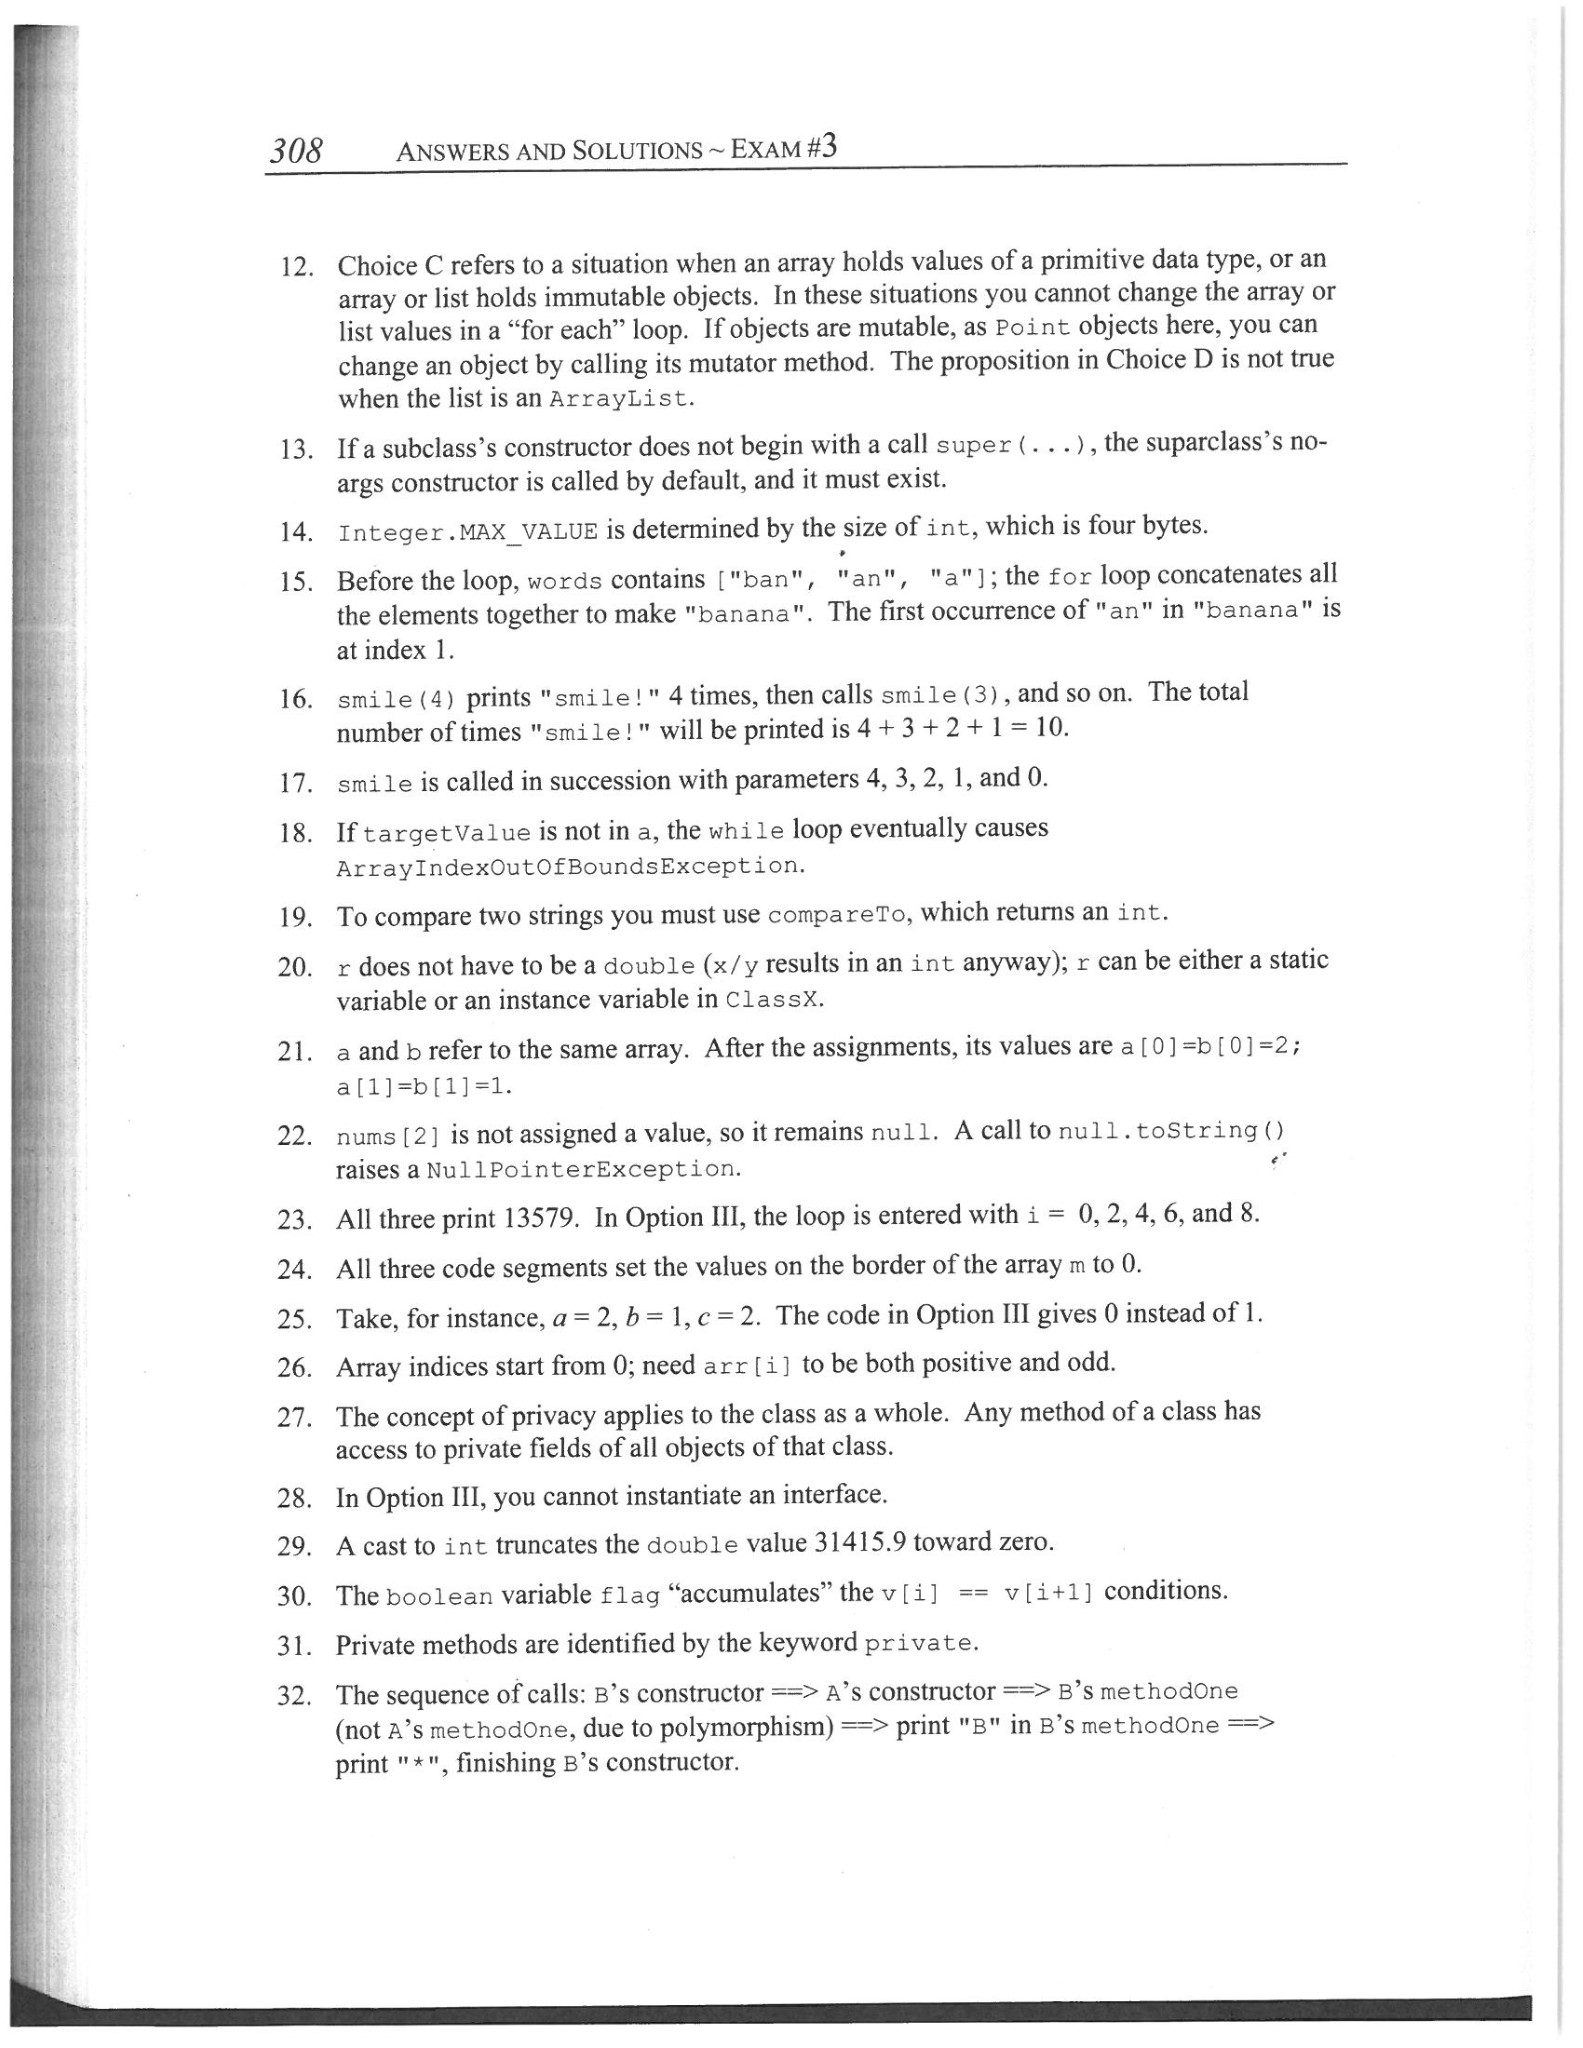 308 ANSWERS AND SOLUTIONS ~ EXAM #3
12. Choice C refers to a situation when an array holds values of a primitive data type, or an
array or list holds immutable objects. In these situations you cannot change the array or
list values in a “for each” loop. If objects are mutable, as Point objects here, you can
change an object by calling its mutator method. The proposition in Choice D is not true
when the list is an ArrayList.
13. If a subclass’s constructor does not begin with a call super(...), the suparclass’s no-
args constructor is called by default, and it must exist.
14. Integer.MAX_VALUE is determined by the size of int, which is four bytes.
15. Before the loop, words contains ["ban", "an", "a"]; the for loop concatenates all
the elements together to make "banana". The first occurrence of "an" in "banana" is
at index 1.
16. smile(4) prints "smile!" 4 times, then calls smile(3), and so on. The total
number of times "smile!" will be printed is 4 + 3 + 2 + 1 = 10.
17. smile is called in succession with parameters 4, 3, 2, 1, and 0.
18. If targetValue is not in a, the while loop eventually causes
ArrayIndexOutOfBoundsException.
19. To compare two strings you must use compareTo, which returns an int.
20. r does not have to be a double (x/y results in an int anyway); r can be either a static
variable or an instance variable in ClassX.
21. a and b refer to the same array. After the assignments, its values are a[0]=b[0]=2;
a[1]=b[1]=1.
22. nums[2] is not assigned a value, so it remains null. A call to null.toString()
raises a NullPointerException.
23. All three print 13579. In Option III, the loop is entered with i = 0, 2, 4, 6, and 8.
24. All three code segments set the values on the border of the array m to 0.
25. Take, for instance, a = 2, b = 1, c = 2. The code in Option III gives 0 instead of 1.
26. Array indices start from 0; need arr[i] to be both positive and odd.
27. The concept of privacy applies to the class as a whole. Any method of a class has
access to private fields of all objects of that class.
28. In Option III, you cannot instantiate an interface.
29. A cast to int truncates the double value 31415.9 toward zero.
30. The boolean variable flag “accumulates” the v[i] == v[i+1] conditions.
31. Private methods are identified by the keyword private.
32. The sequence of calls: B’s constructor ==> A’s constructor ==> B’s methodOne
(not A’s methodOne, due to polymorphism) ==> print "B" in B’s methodOne ==>
print "*", finishing B’s constructor.